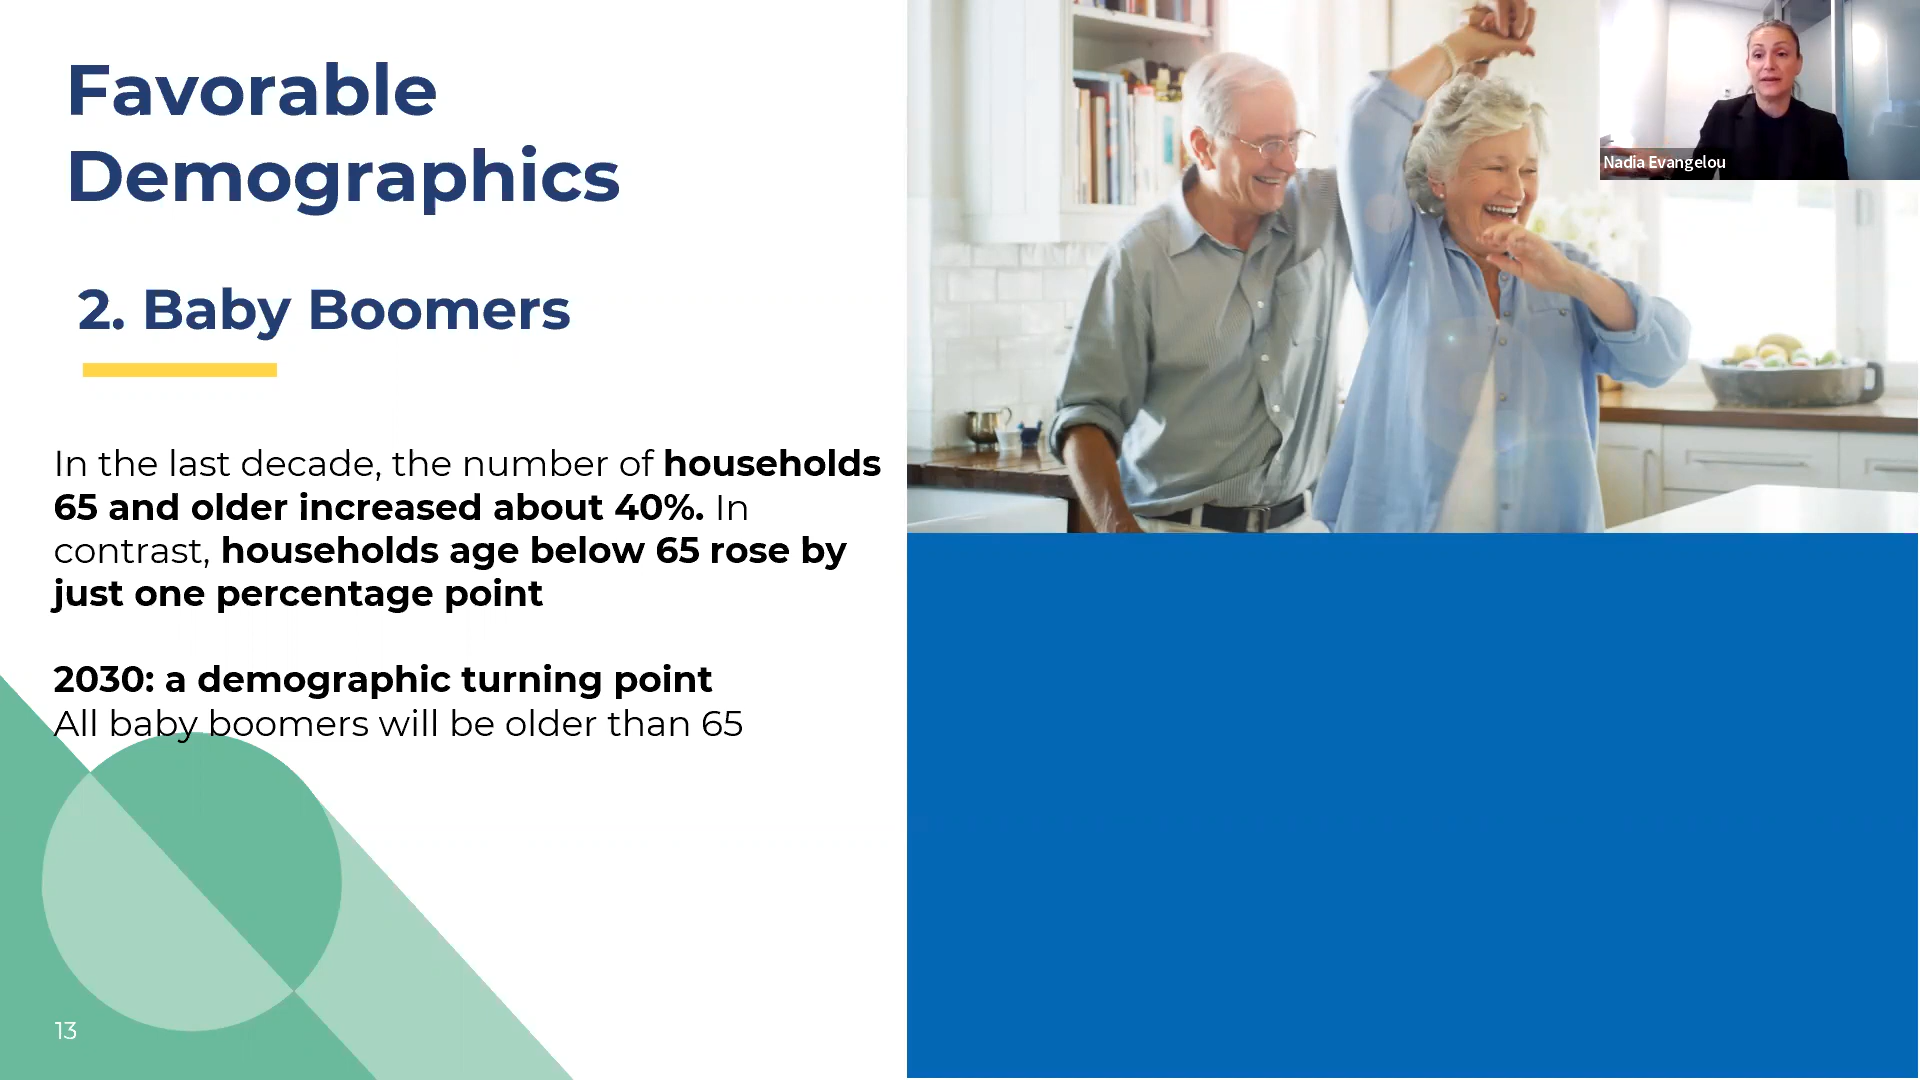 Favorable
Demographics
2. Baby Boomers
In the last decade, the number of households
65 and older increased about 40%. In
contrast, households age below 65 rose by
just one percentage point
2030: a demographic turning point
All baby boomers will be older than 65
13
Nadia Evangelou